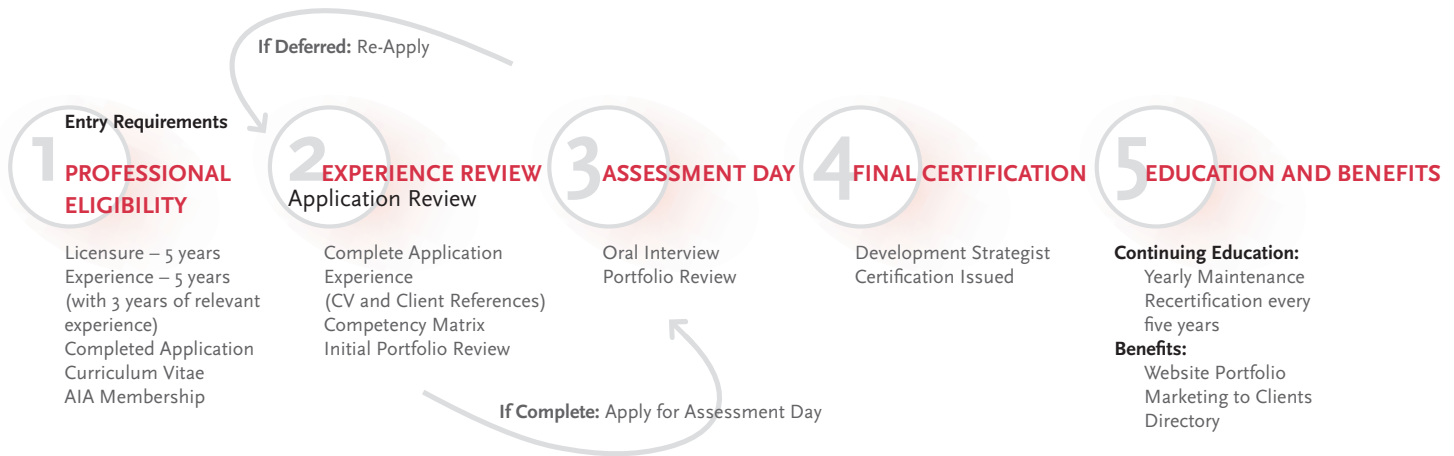 If Deferred: Re-Apply
1
Entry Requirements
PROFESSIONAL
ELIGIBILITY
Licensure – 5 years
Experience – 5 years
(with 3 years of relevant
experience)
Completed Application
Curriculum Vitae
AIA Membership
2
EXPERIENCE REVIEW
Application Review
Complete Application
Experience
(CV and Client References)
Competency Matrix
Initial Portfolio Review
If Complete: Apply for Assessment Day
3
ASSESSMENT DAY
Oral Interview
Portfolio Review
4
FINAL CERTIFICATION
Development Strategist
Certification Issued
5
EDUCATION AND BENEFITS
Continuing Education:
Yearly Maintenance
Recertification every
five years
Benefits:
Website Portfolio
Marketing to Clients
Directory